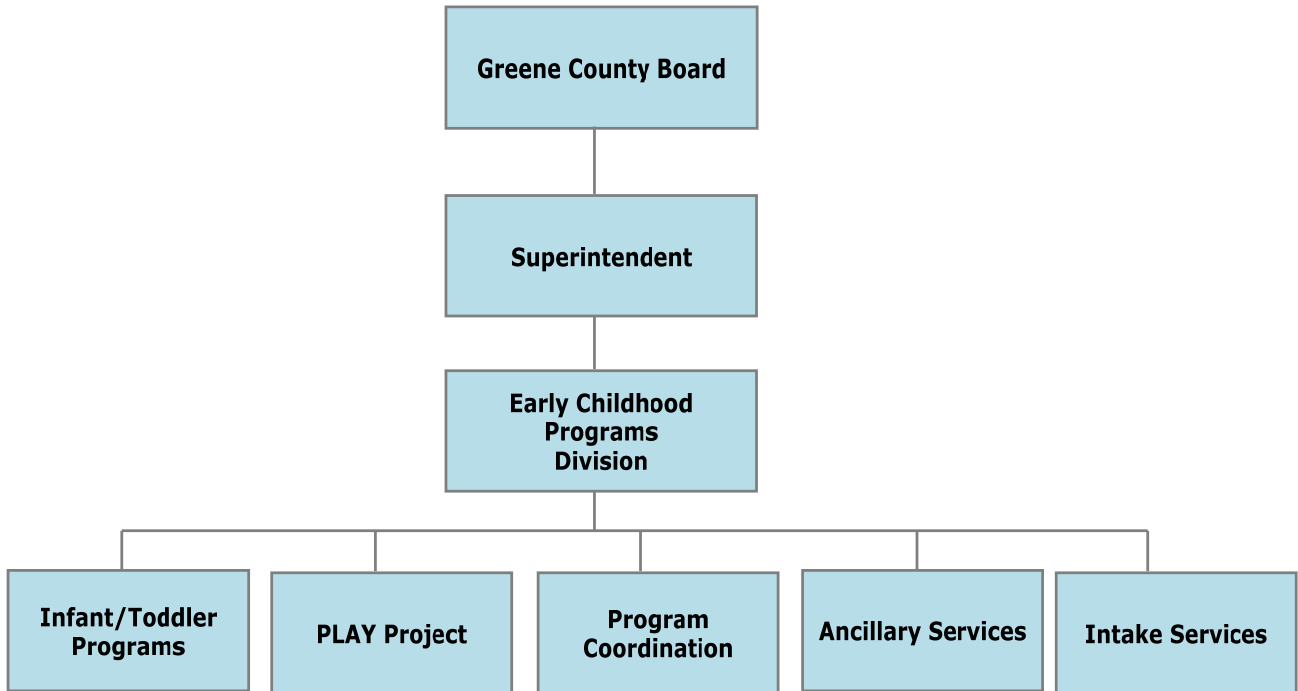 Greene County Board
Superintendent
Early Childhood
Programs
Division
Infant/Toddler
Programs
PLAY Project
Program
Coordination
Ancillary Services
Intake Services